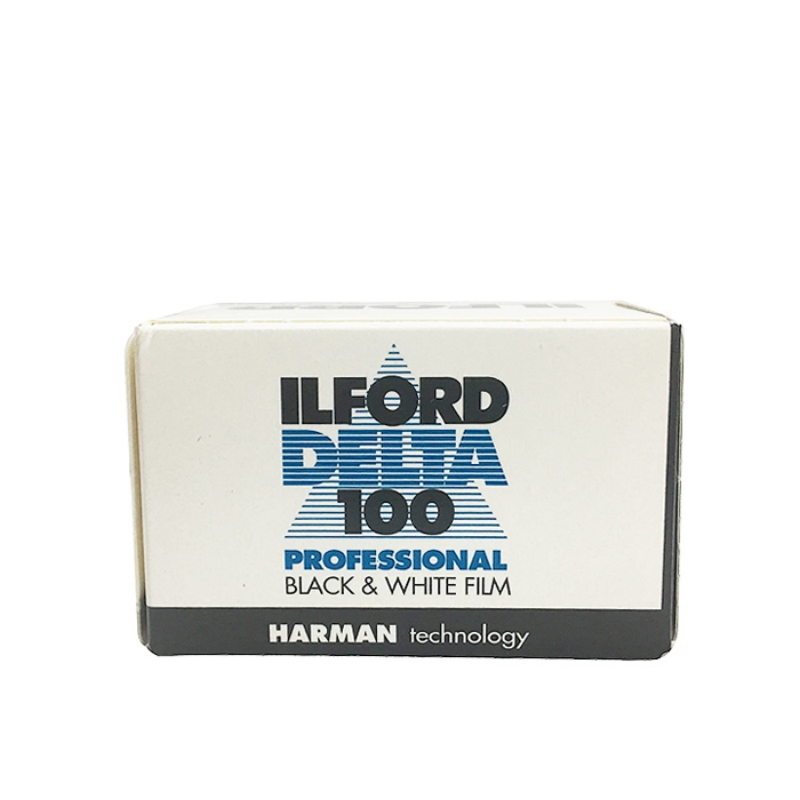 ILFORD
DELTA
100
PROFESSIONAL
BLACK & WHITE FILM
HARMAN technology